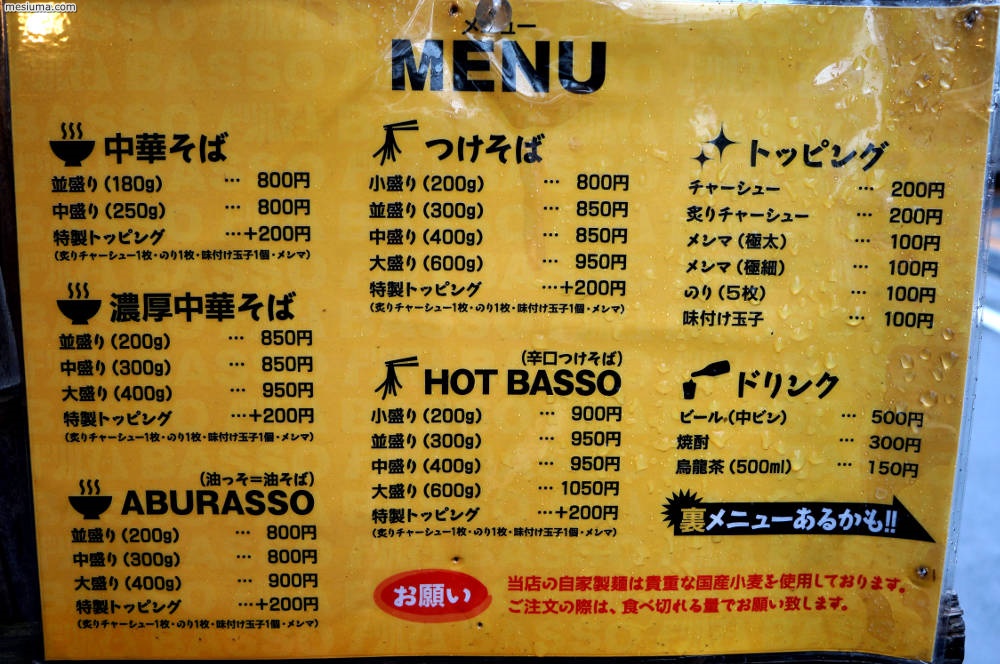 mesiuma.com
メニュー
MENU
中華そば
並盛り(180g) … 800円
中盛り(250g) … 800円
特製トッピング …+200円
(炙りチャーシュー1枚・のり1枚・味付け玉子1個・メンマ)
濃厚中華そば
並盛り(200g) … 850円
中盛り(300g) … 850円
大盛り(400g) … 950円
特製トッピング …+200円
(炙りチャーシュー1枚・のり1枚・味付け玉子1個・メンマ)
(油っそ=油そば)
ABURASSO
並盛り(200g) … 800円
中盛り(300g) … 800円
大盛り(400g) … 900円
特製トッピング …+200円
(炙りチャーシュー1枚・のり1枚・味付け玉子1個・メンマ)
つけそば
小盛り(200g) … 800円
並盛り(300g) … 850円
中盛り(400g) … 850円
大盛り(600g) … 950円
特製トッピング …+200円
(炙りチャーシュー1枚・のり1枚・味付け玉子1個・メンマ)
(辛口つけそば)
HOT BASSO
小盛り(200g) … 900円
並盛り(300g) … 950円
中盛り(400g) … 950円
大盛り(600g) … 1050円
特製トッピング …+200円
(炙りチャーシュー1枚・のり1枚・味付け玉子1個・メンマ)
トッピング
チャーシュー … 200円
炙りチャーシュー … 200円
メンマ(極太) … 100円
メンマ(極細) … 100円
のり(5枚) … 100円
味付け玉子 … 100円
ドリンク
ビール(中ビン) … 500円
焼酎 … 300円
烏龍茶(500ml) … 150円
裏メニューあるかも!!
お願い
当店の自家製麺は貴重な国産小麦を使用しております。
ご注文の際は、食べ切れる量でお願い致します。